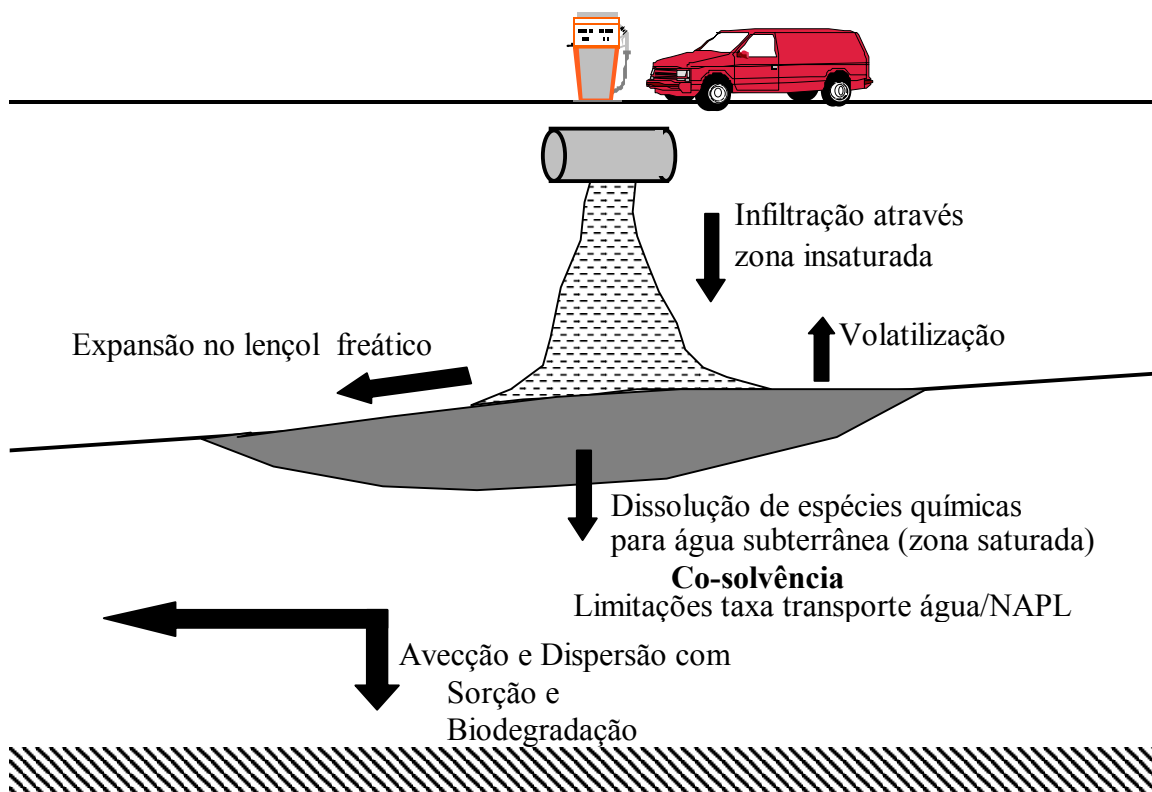 Infiltração através
zona insaturada
Volatilização
Expansão no lençol freático
Dissolução de espécies químicas
para água subterrânea (zona saturada)
Co-solvência
Limitações taxa transporte água/NAPL
Avecção e Dispersão com
Sorção e
Biodegradação